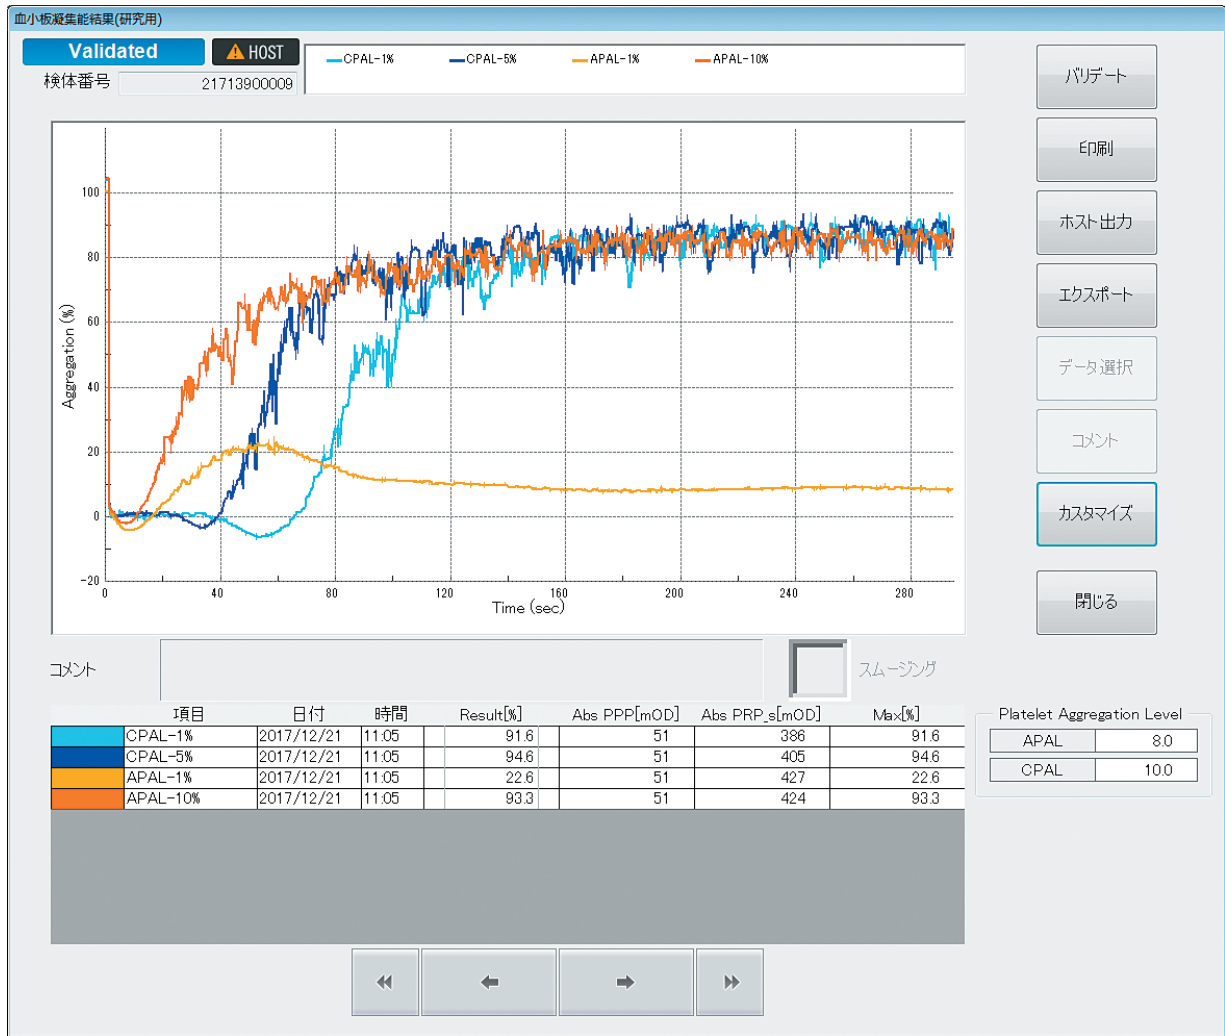 血小板凝集能結果(研究用)
Validated
HOST
検体番号
21713900009
CPAL-1% CPAL-5% APAL-1% APAL-10%
バリデート
印刷
ホスト出力
エクスポート
データ選択
コメント
カスタマイズ
閉じる
Aggregation (%)
100
80
60
40
20
0
-20
0 40 80 120 160 200 240 280
Time (sec)
コメント
スムージング
項目 日付 時間 Result[%] Abs PPP[mOD] Abs PRP_s[mOD] Max[%]
CPAL-1% 2017/12/21 11:05 91.6 51 386 91.6
CPAL-5% 2017/12/21 11:05 94.6 51 405 94.6
APAL-1% 2017/12/21 11:05 22.6 51 427 22.6
APAL-10% 2017/12/21 11:05 93.3 51 424 93.3
Platelet Aggregation Level
APAL 8.0
CPAL 10.0